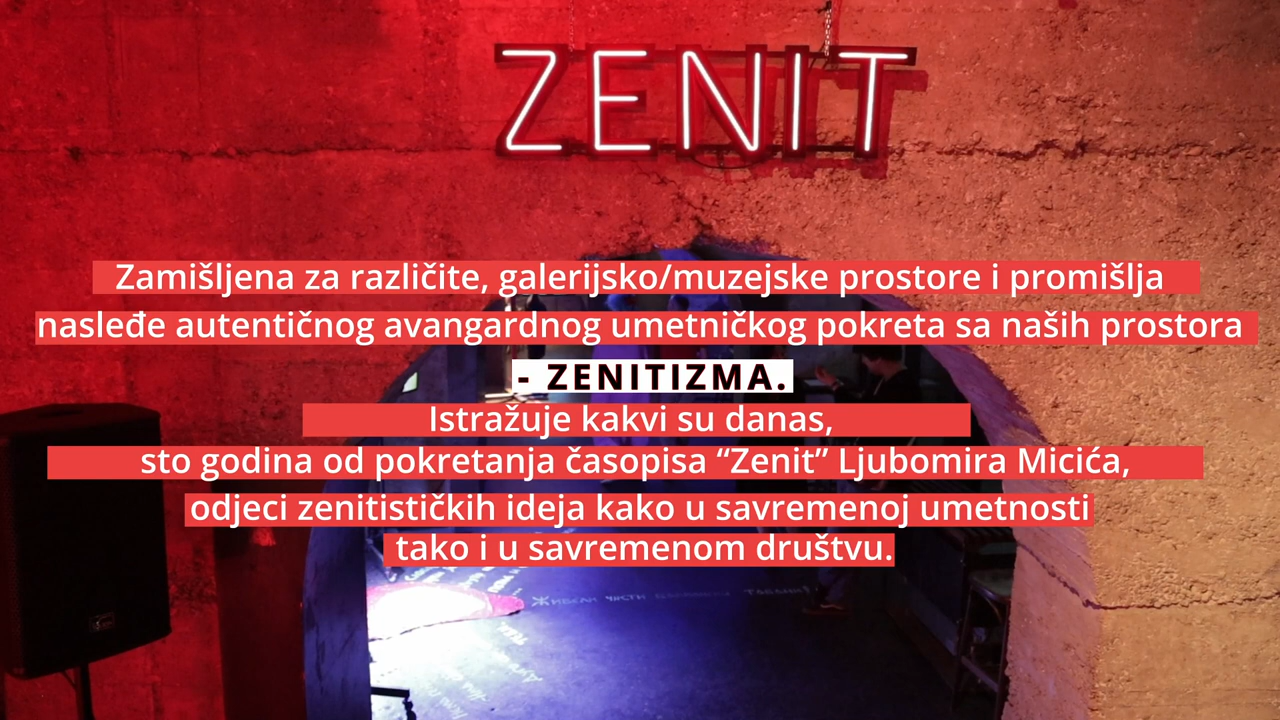 ZENIT
Zamišljena za različite, galerijsko/muzejske prostore i promišlja
nasleđe autentičnog avangardnog umetničkog pokreta sa naših prostora
- ZENITIZMA.
Istražuje kakvi su danas,
sto godina od pokretanja časopisa “Zenit” Ljubomira Micića,
odjeci zenitističkih ideja kako u savremenoj umetnosti
tako i u savremenom društvu.
Живели чисти